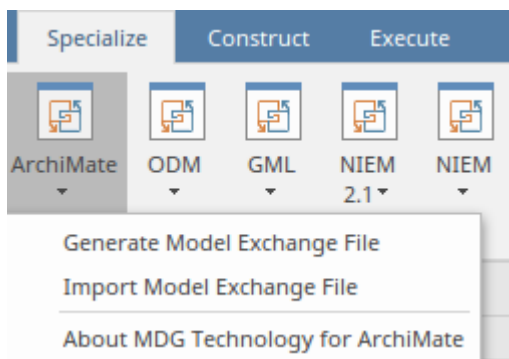 Specialize Construct Execute
ArchiMate ODM GML NIEM NIEM
2.1
Generate Model Exchange File
Import Model Exchange File
About MDG Technology for ArchiMate